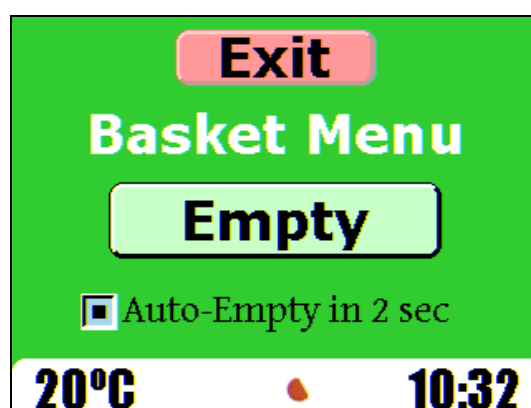 Exit
Basket Menu
Empty
Auto-Empty in 2 sec
20ºC 10:32